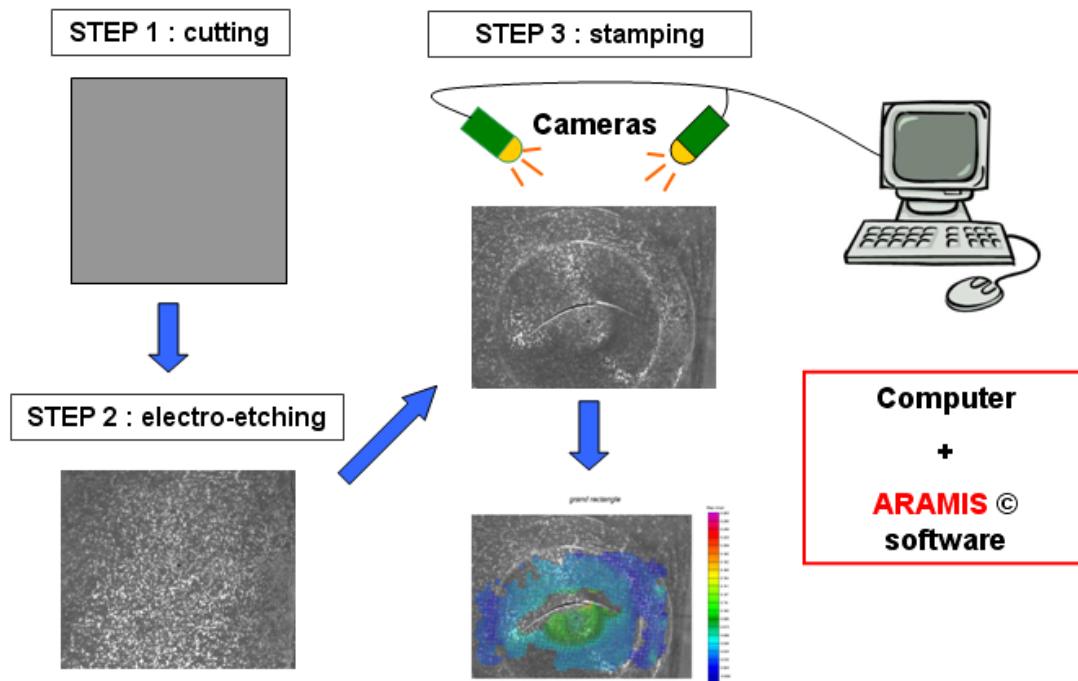 STEP 1 : cutting
STEP 3 : stamping
Cameras
STEP 2 : electro-etching
Computer
+
ARAMIS ©
software
grand rectangle